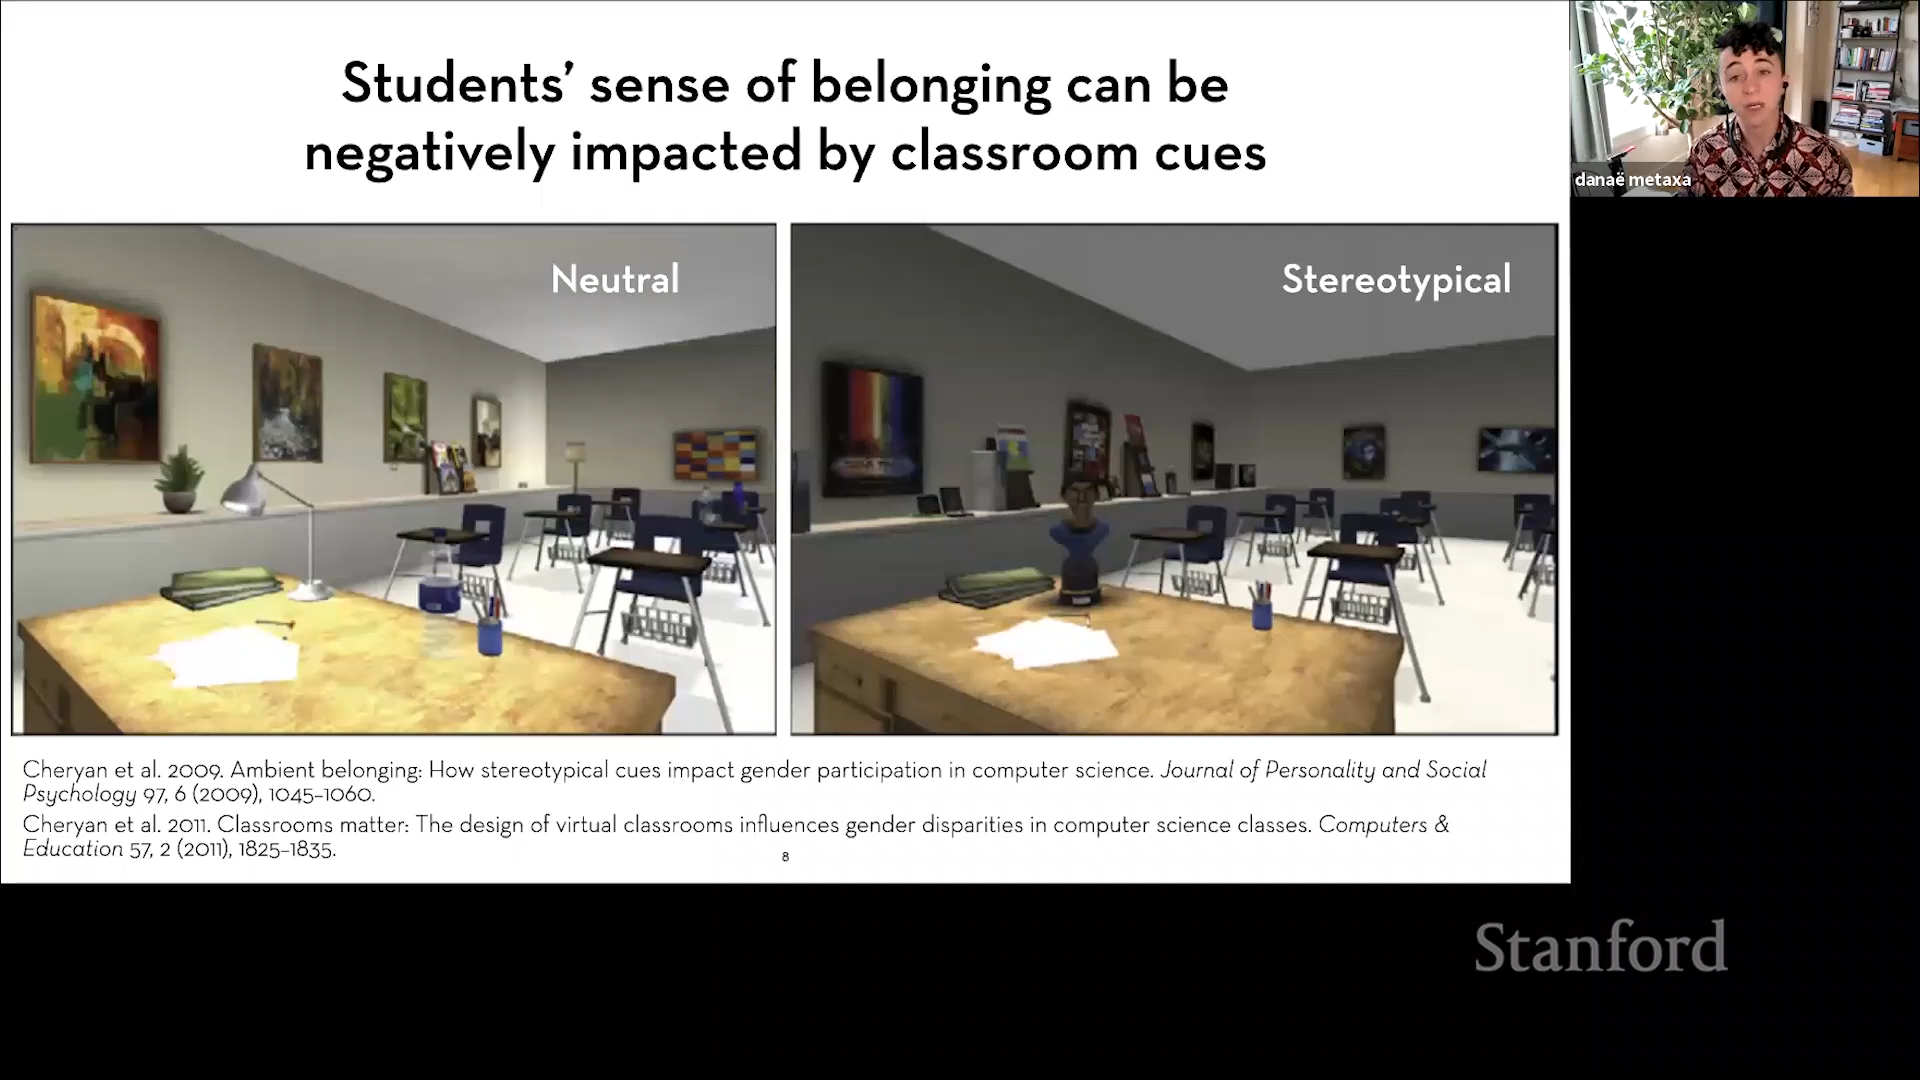 Students’ sense of belonging can be
negatively impacted by classroom cues
danaë metaxa
Neutral
Stereotypical
Cheryan et al. 2009. Ambient belonging: How stereotypical cues impact gender participation in computer science. Journal of Personality and Social
Psychology 97, 6 (2009), 1045–1060.
Cheryan et al. 2011. Classrooms matter: The design of virtual classrooms influences gender disparities in computer science classes. Computers &
Education 57, 2 (2011), 1825–1835.
8
Stanford